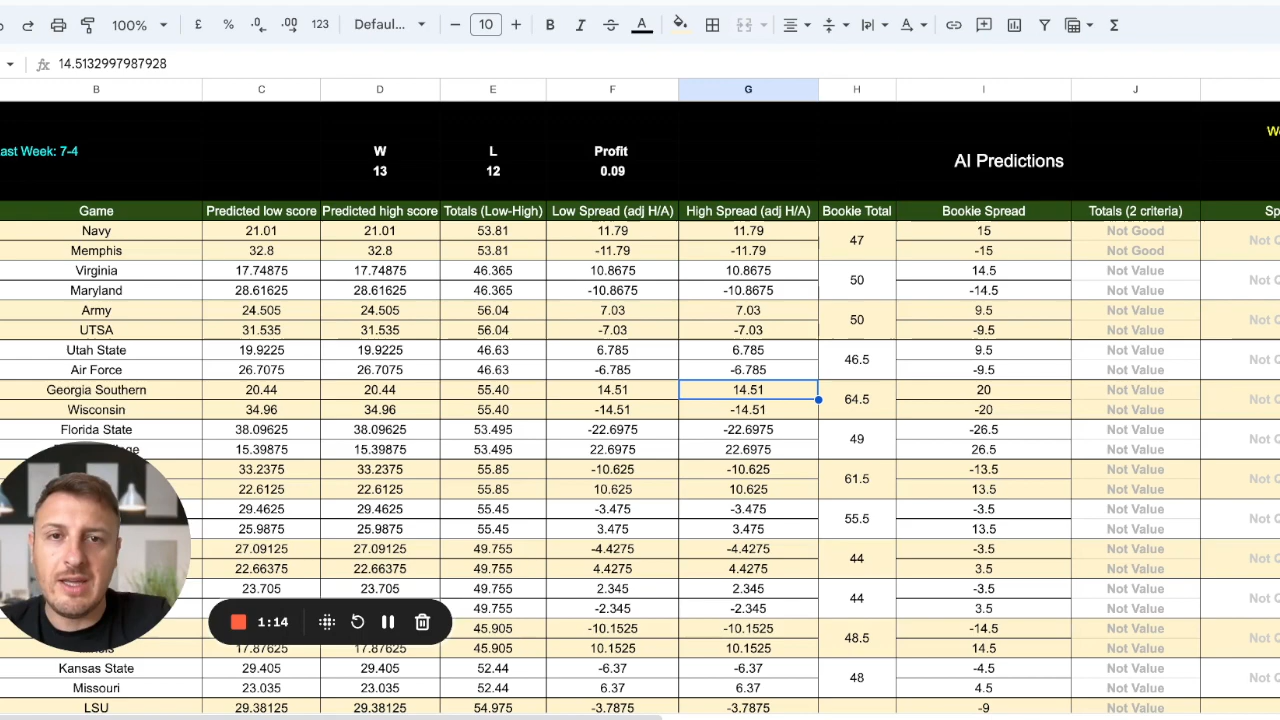 100% £ % .0 .00 123 Defaul... − 10 + B I S A A Σ
fx 14.5132997987928
B C D E F G H I J
ast Week: 7-4 W L Profit AI Predictions
13 12 0.09
Game Predicted low score Predicted high score Totals (Low-High) Low Spread (adj H/A) High Spread (adj H/A) Bookie Total Bookie Spread Totals (2 criteria)
Navy 21.01 21.01 53.81 11.79 11.79 47 15 Not Good
Memphis 32.8 32.8 53.81 -11.79 -11.79 -15 Not Good
Virginia 17.74875 17.74875 46.365 10.8675 10.8675 50 14.5 Not Value
Maryland 28.61625 28.61625 46.365 -10.8675 -10.8675 -14.5 Not Value
Army 24.505 24.505 56.04 7.03 7.03 50 9.5 Not Value
UTSA 31.535 31.535 56.04 -7.03 -7.03 -9.5 Not Value
Utah State 19.9225 19.9225 46.63 6.785 6.785 46.5 9.5 Not Value
Air Force 26.7075 26.7075 46.63 -6.785 -6.785 -9.5 Not Value
Georgia Southern 20.44 20.44 55.40 14.51 14.51 64.5 20 Not Value
Wisconsin 34.96 34.96 55.40 -14.51 -14.51 -20 Not Value
Florida State 38.09625 38.09625 53.495 -22.6975 -22.6975 49 -26.5 Not Value
15.39875 15.39875 53.495 22.6975 22.6975 26.5 Not Value
33.2375 33.2375 55.85 -10.625 -10.625 61.5 -13.5 Not Value
22.6125 22.6125 55.85 10.625 10.625 13.5 Not Value
29.4625 29.4625 55.45 -3.475 -3.475 55.5 -3.5 Not Value
25.9875 25.9875 55.45 3.475 3.475 13.5 Not Value
27.09125 27.09125 49.755 -4.4275 -4.4275 44 -3.5 Not Value
22.66375 22.66375 49.755 4.4275 4.4275 3.5 Not Value
23.705 23.705 49.755 2.345 2.345 44 -3.5 Not Value
1:14 49.755 -2.345 -2.345 3.5 Not Value
45.905 -10.1525 -10.1525 48.5 -14.5 Not Value
17.87625 17.87625 45.905 10.1525 10.1525 14.5 Not Value
Kansas State 29.405 29.405 52.44 -6.37 -6.37 48 -4.5 Not Value
Missouri 23.035 23.035 52.44 6.37 6.37 4.5 Not Value
LSU 29.38125 29.38125 54.975 -3.7875 -3.7875 -9 Not Value